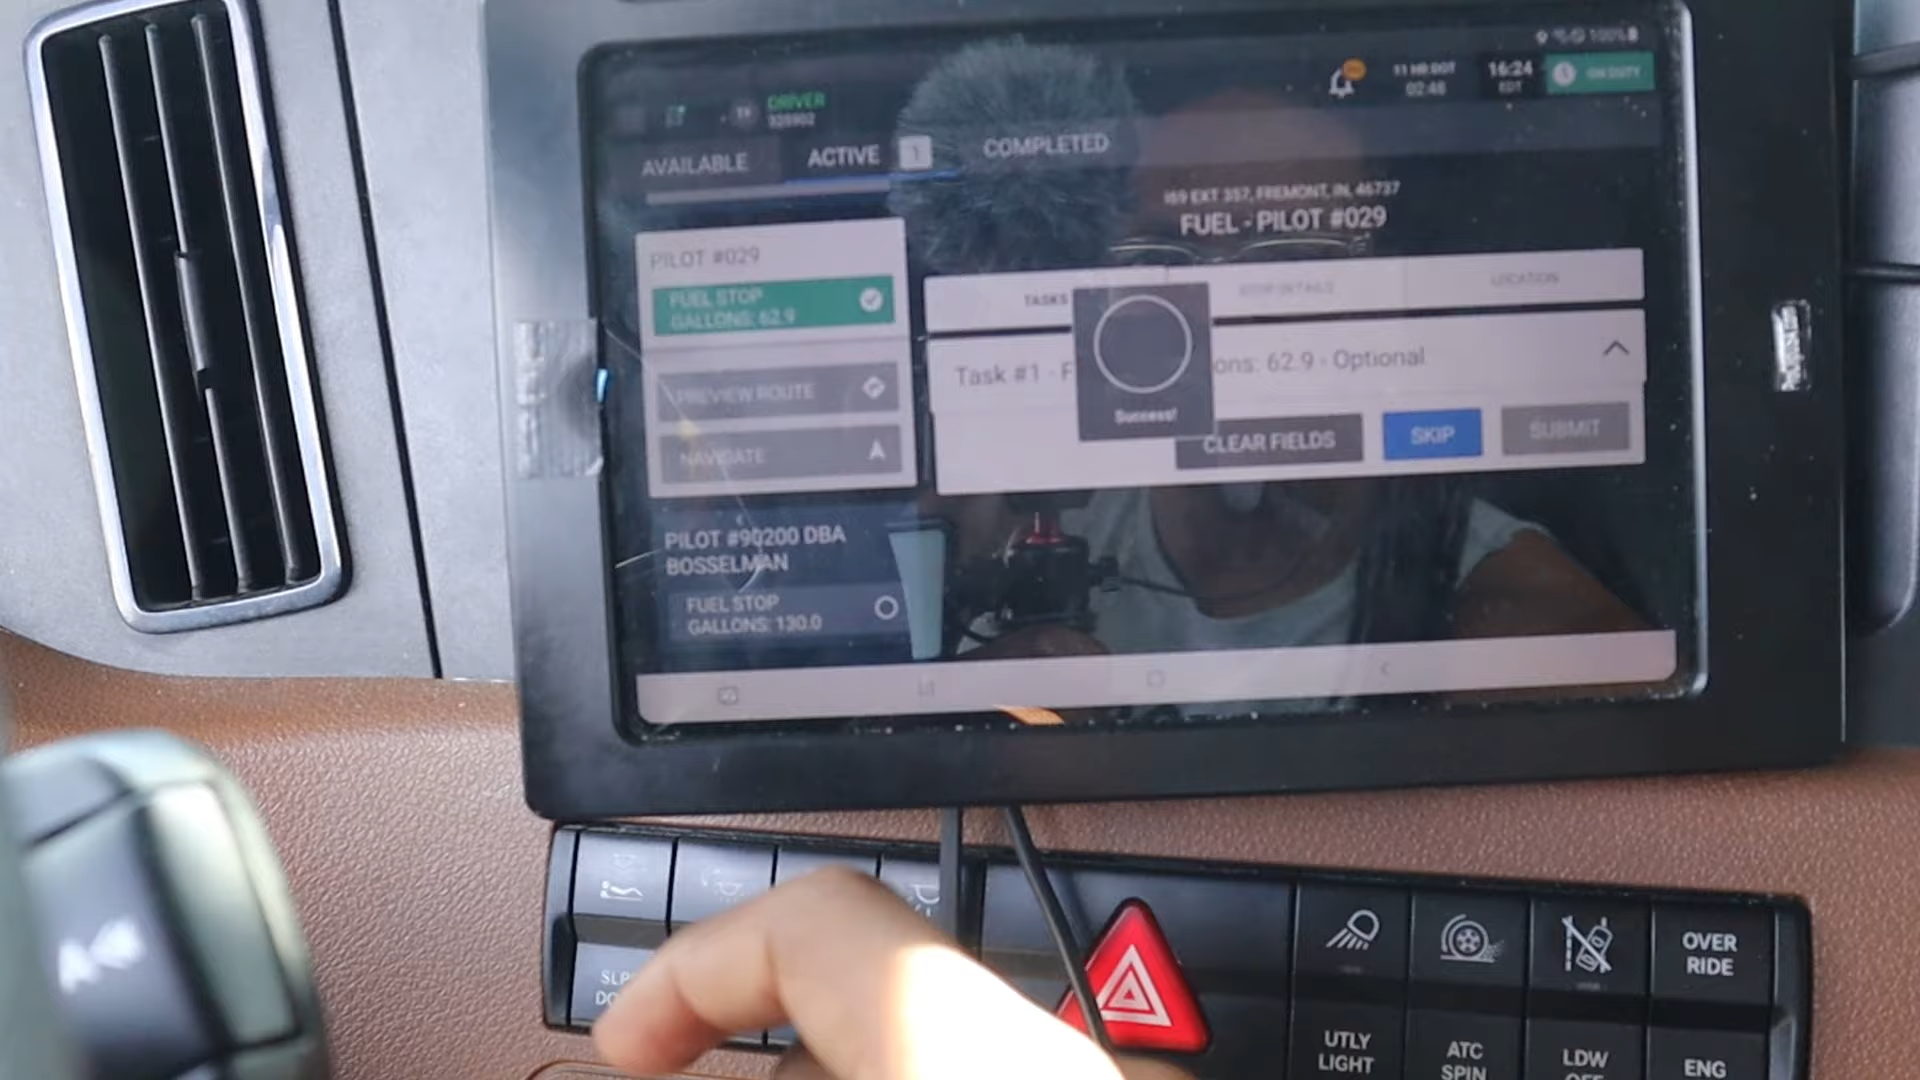 100%
DRIVER
325902
11 HR DOT
02:46
16:24
EDT
ON DUTY
AVAILABLE
ACTIVE 1
COMPLETED
I69 EXT 357, FREMONT, IN, 46737
FUEL - PILOT #029
PILOT #029
FUEL STOP
GALLONS: 62.9
PREVIEW ROUTE
NAVIGATE
PILOT #90200 DBA
BOSSELMAN
FUEL STOP
GALLONS: 130.0
TASKS
STOP DETAILS
LOCATION
Task #1 - F
ons: 62.9 - Optional
Success!
CLEAR FIELDS
SKIP
SUBMIT
A
OVER
RIDE
SLP
DO
UTLY
LIGHT
ATC
SPIN
LDW
OFF
ENG